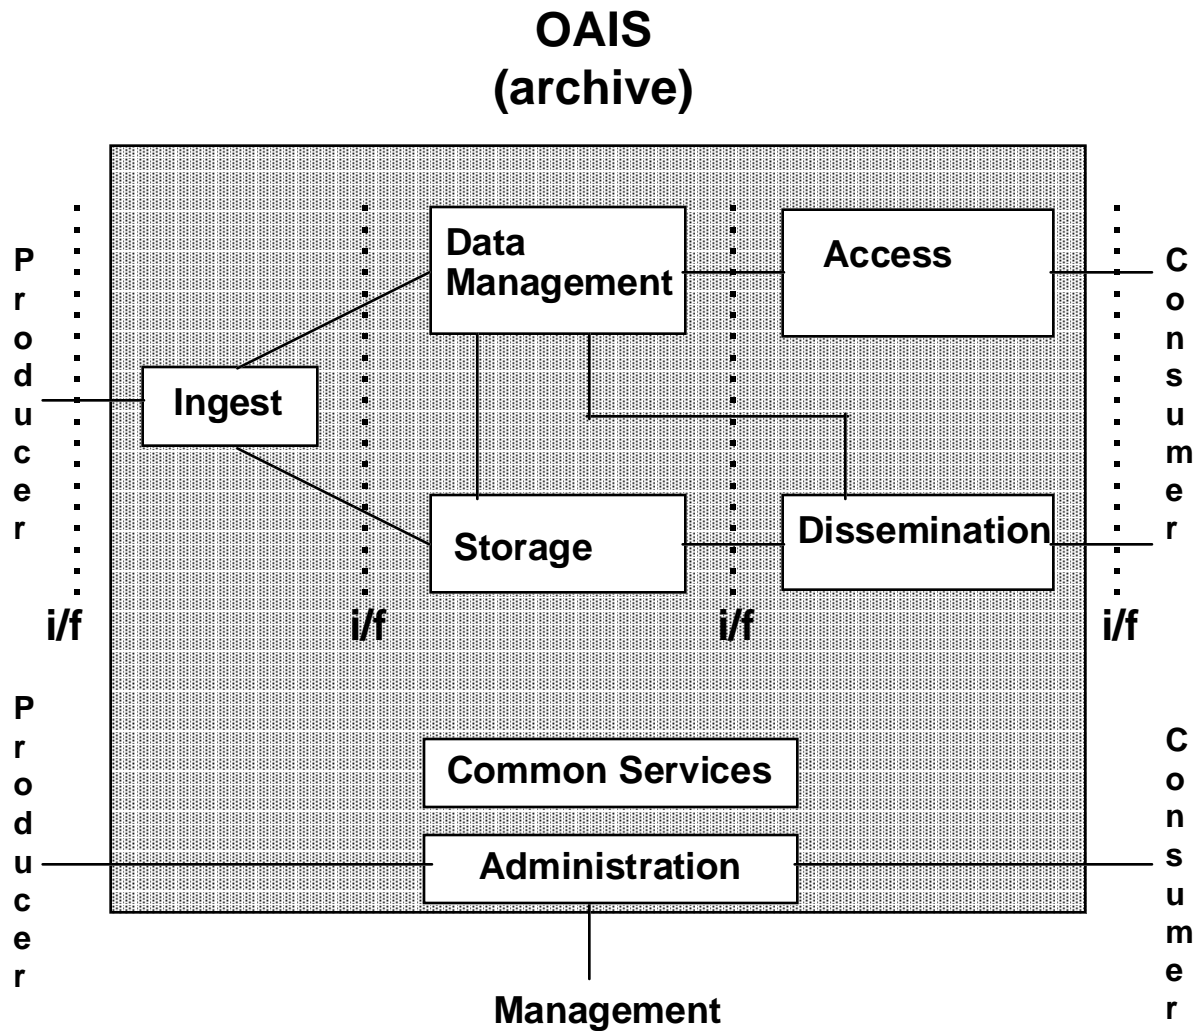 OAIS
(archive)
Producer
Data
Management
Access
Consumer
Ingest
Storage
Dissemination
i/f
i/f
i/f
i/f
Producer
Common Services
Consumer
Administration
Management